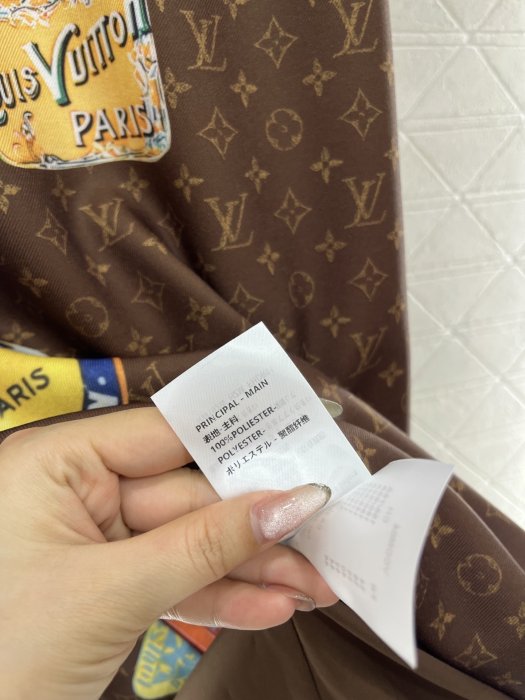 LOUIS VUITTON
PARIS
PARIS
PRINCIPAL - MAIN
表地-主料
100%POLIESTER-
POLYESTER-
ポリエステル - 聚酯纤维